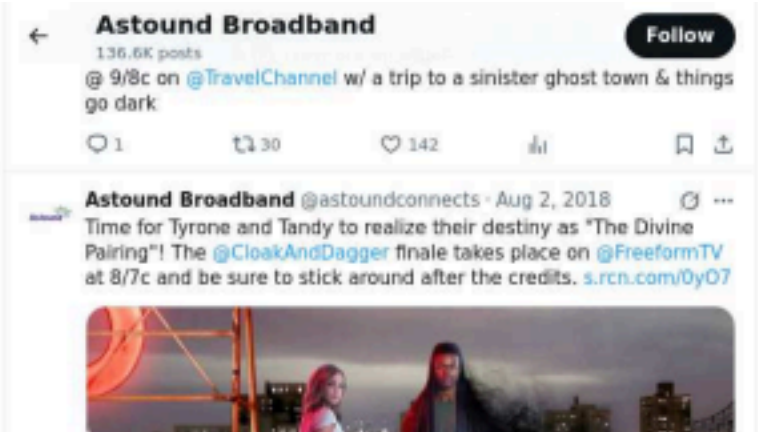 Astound Broadband
136.6K posts
Follow
@ 9/8c on @TravelChannel w/ a trip to a sinister ghost town & things
go dark
1 30 142
Astound Broadband @astoundconnects · Aug 2, 2018
Time for Tyrone and Tandy to realize their destiny as "The Divine
Pairing"! The @CloakAndDagger finale takes place on @FreeformTV
at 8/7c and be sure to stick around after the credits. s.rcn.com/0yO7